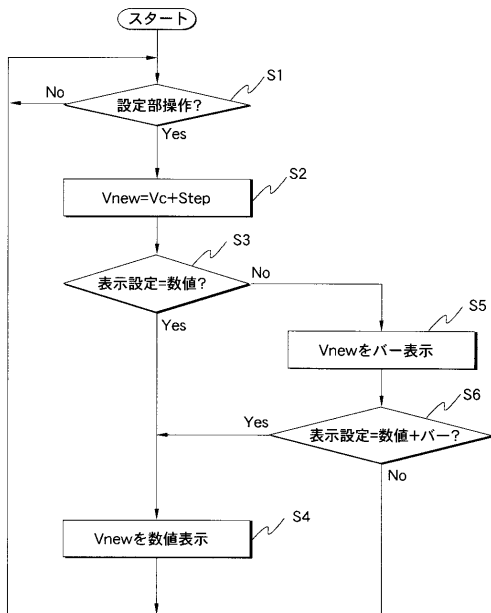 スタート
S1
設定部操作?
No
Yes
S2
Vnew=Vc+Step
S3
表示設定=数値?
No
Yes
S5
Vnewをバー表示
S6
表示設定=数値+バー?
Yes
No
S4
Vnewを数値表示